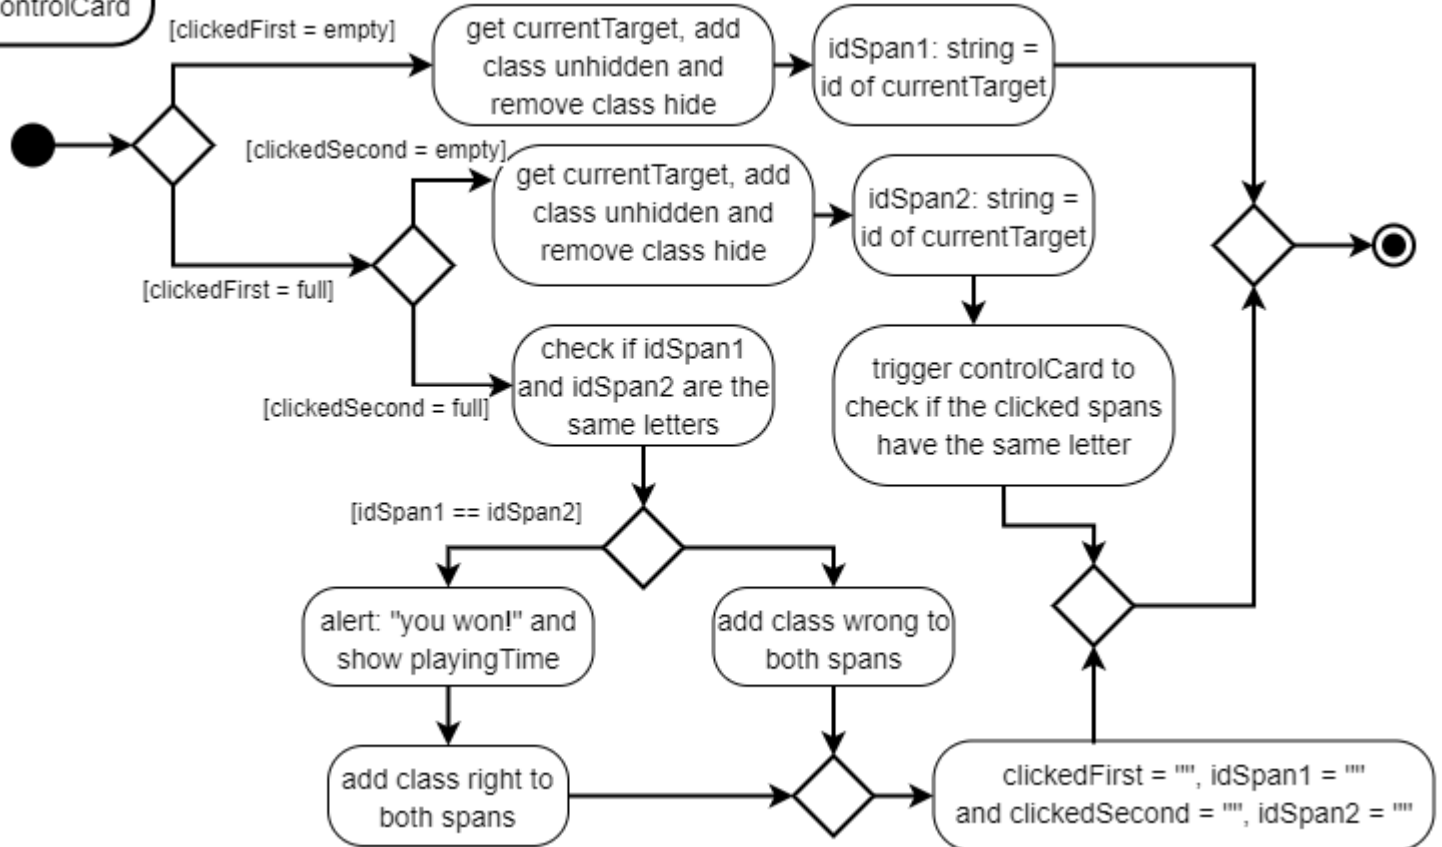 ontrolCard
[clickedFirst = empty]
get currentTarget, add
class unhidden and
remove class hide
idSpan1: string =
id of currentTarget
[clickedSecond = empty]
get currentTarget, add
class unhidden and
remove class hide
idSpan2: string =
id of currentTarget
[clickedFirst = full]
check if idSpan1
and idSpan2 are the
same letters
[clickedSecond = full]
trigger controlCard to
check if the clicked spans
have the same letter
[idSpan1 == idSpan2]
alert: "you won!" and
show playingTime
add class wrong to
both spans
add class right to
both spans
clickedFirst = "", idSpan1 = ""
and clickedSecond = "", idSpan2 = ""